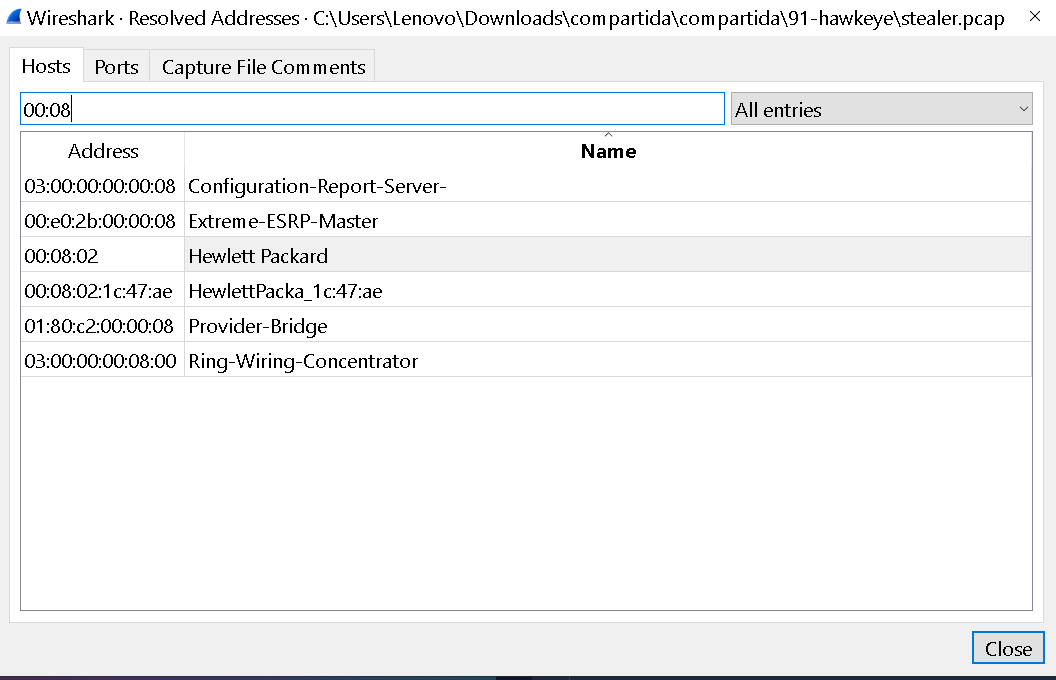 Wireshark · Resolved Addresses · C:\Users\Lenovo\Downloads\compartida\compartida\91-hawkeye\stealer.pcap
Hosts Ports Capture File Comments
00:08 All entries
Address Name
03:00:00:00:00:08 Configuration-Report-Server-
00:e0:2b:00:00:08 Extreme-ESRP-Master
00:08:02 Hewlett Packard
00:08:02:1c:47:ae HewlettPacka_1c:47:ae
01:80:c2:00:00:08 Provider-Bridge
03:00:00:00:08:00 Ring-Wiring-Concentrator
Close